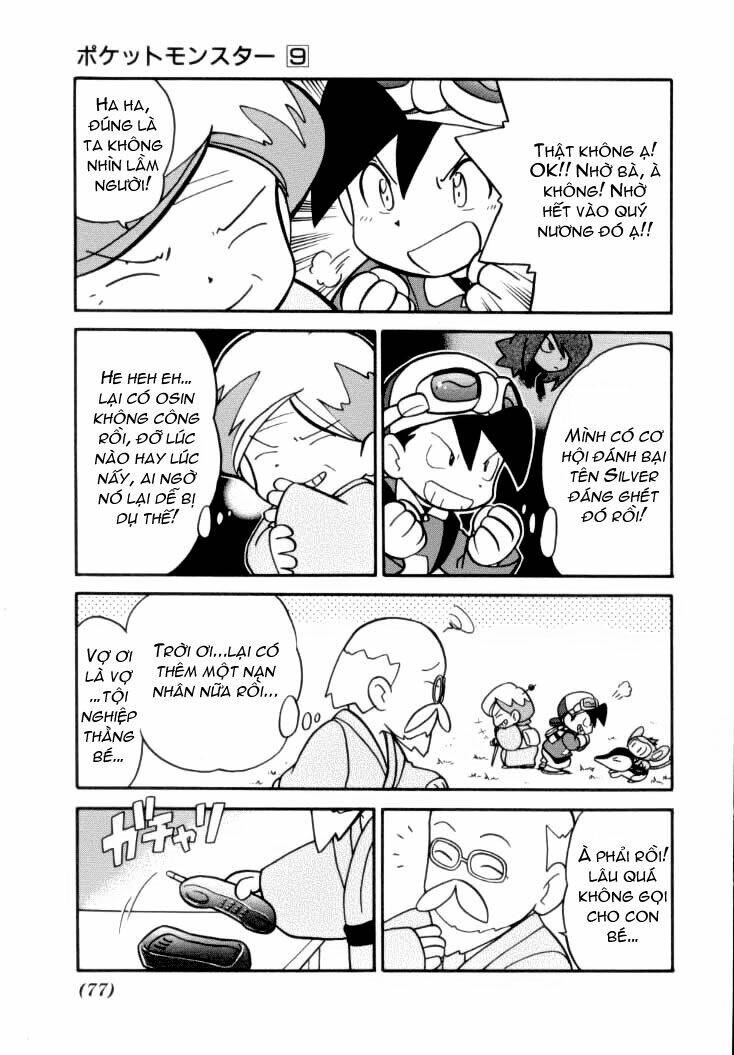 ポケットモンスター 9
THẬT KHÔNG Ạ!
OK!! NHỜ BÀ, À
KHÔNG! NHỜ
HẾT VÀO QUÝ
NƯƠNG ĐÓ Ạ!!
HA HA,
ĐÚNG LÀ
TA KHÔNG
NHÌN LẦM
NGƯỜI!
MÌNH CÓ CƠ
HỘI ĐÁNH BẠI
TÊN SILVER
ĐÁNG GHÉT
ĐÓ RỒI!
HE HEH EH...
LẠI CÓ OSIN
KHÔNG CÔNG
RỒI, ĐỠ LÚC
NÀO HAY LÚC
NẤY, AI NGỜ
NÓ LẠI DỄ BỊ
DỤ THẾ!
TRỜI ƠI...LẠI CÓ
THÊM MỘT NẠN
NHÂN NỮA RỒI...
VỢ ƠI
LÀ VỢ
...TỘI
NGHIỆP
THẰNG
BÉ...
À PHẢI RỒI!
LÂU QUÁ
KHÔNG GỌI
CHO CON
BÉ...
ガチャリ
(77)